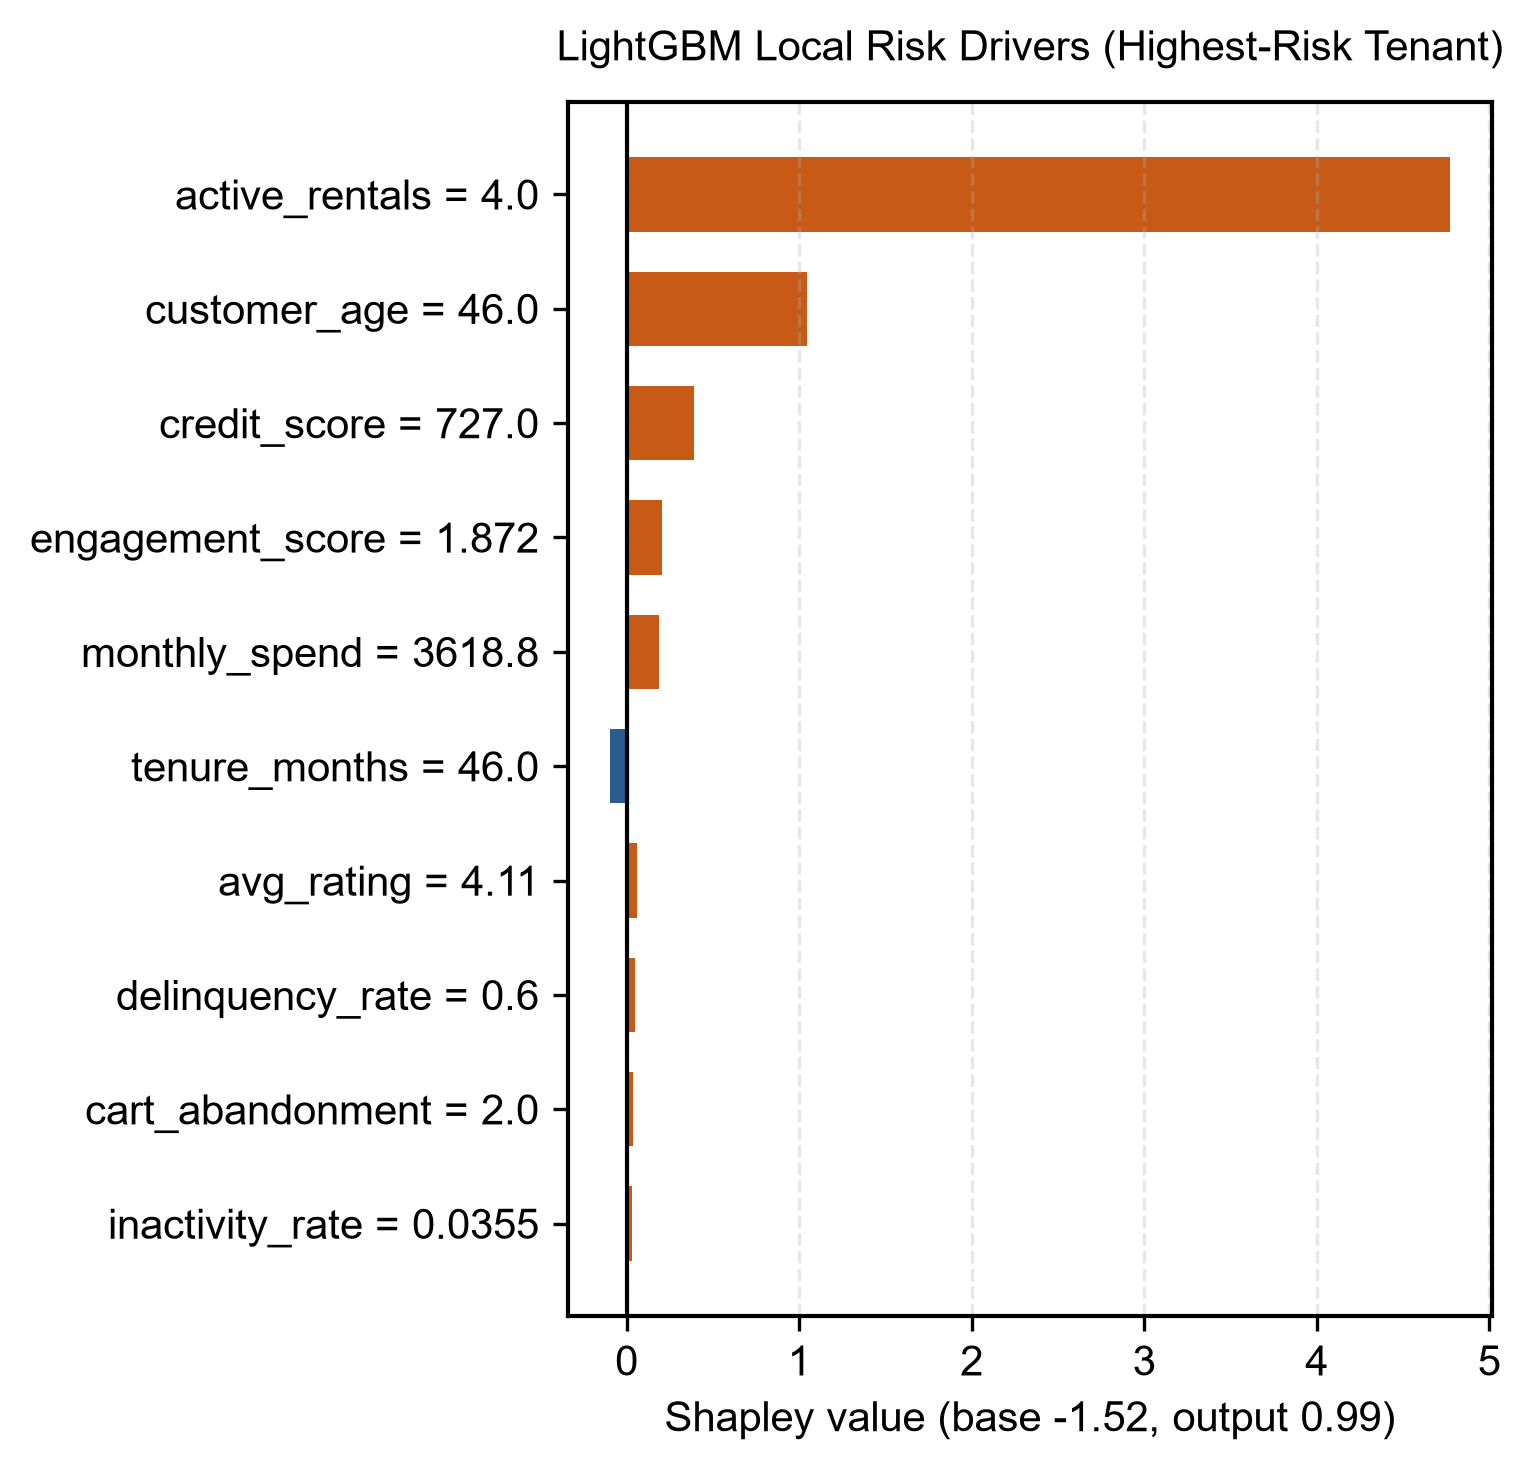 LightGBM Local Risk Drivers (Highest-Risk Tenant)
active_rentals = 4.0
customer_age = 46.0
credit_score = 727.0
engagement_score = 1.872
monthly_spend = 3618.8
tenure_months = 46.0
avg_rating = 4.11
delinquency_rate = 0.6
cart_abandonment = 2.0
inactivity_rate = 0.0355
0 1 2 3 4 5
Shapley value (base -1.52, output 0.99)